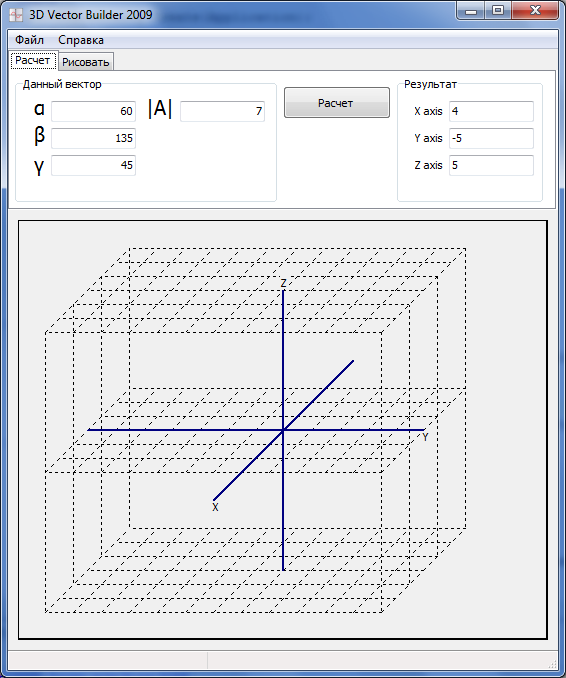 3D Vector Builder 2009
Файл Справка
Расчет Рисовать
Данный вектор
α 60 |A| 7
β 135
γ 45
Расчет
Результат
X axis 4
Y axis -5
Z axis 5
Z
Y
X